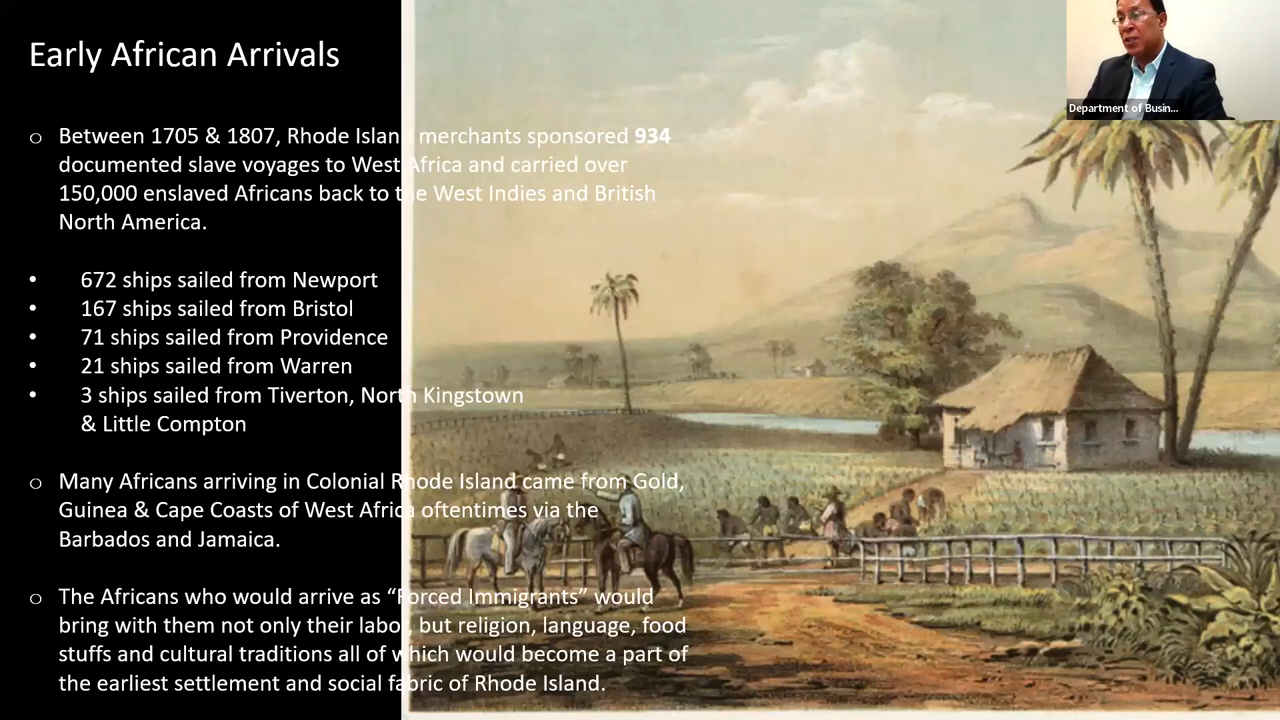 Early African Arrivals
Department of Busin...
o Between 1705 & 1807, Rhode Island merchants sponsored 934
documented slave voyages to West Africa and carried over
150,000 enslaved Africans back to the West Indies and British
North America.
• 672 ships sailed from Newport
• 167 ships sailed from Bristol
• 71 ships sailed from Providence
• 21 ships sailed from Warren
• 3 ships sailed from Tiverton, North Kingstown
& Little Compton
o Many Africans arriving in Colonial Rhode Island came from Gold,
Guinea & Cape Coasts of West Africa oftentimes via the
Barbados and Jamaica.
o The Africans who would arrive as “Forced Immigrants” would
bring with them not only their labor, but religion, language, food
stuffs and cultural traditions all of which would become a part of
the earliest settlement and social fabric of Rhode Island.